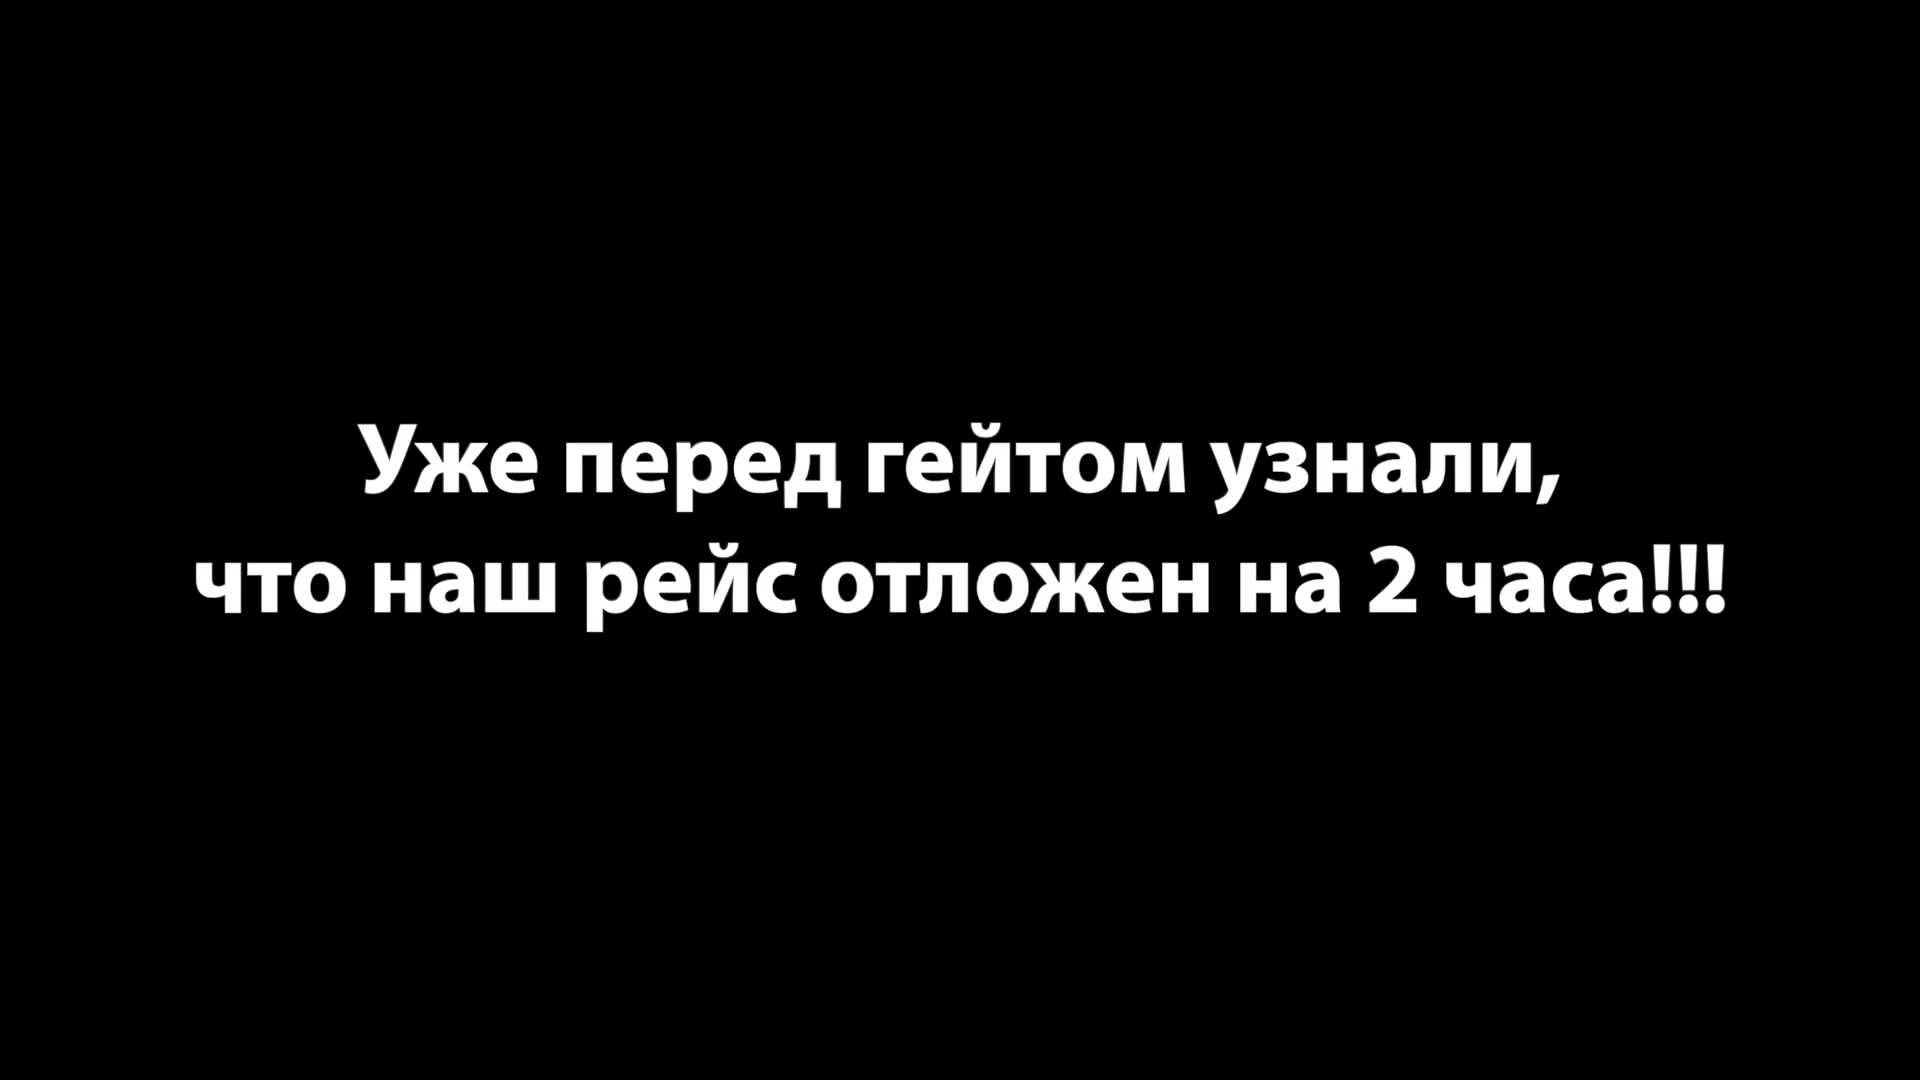 Уже перед гейтом узнали,
что наш рейс отложен на 2 часа!!!